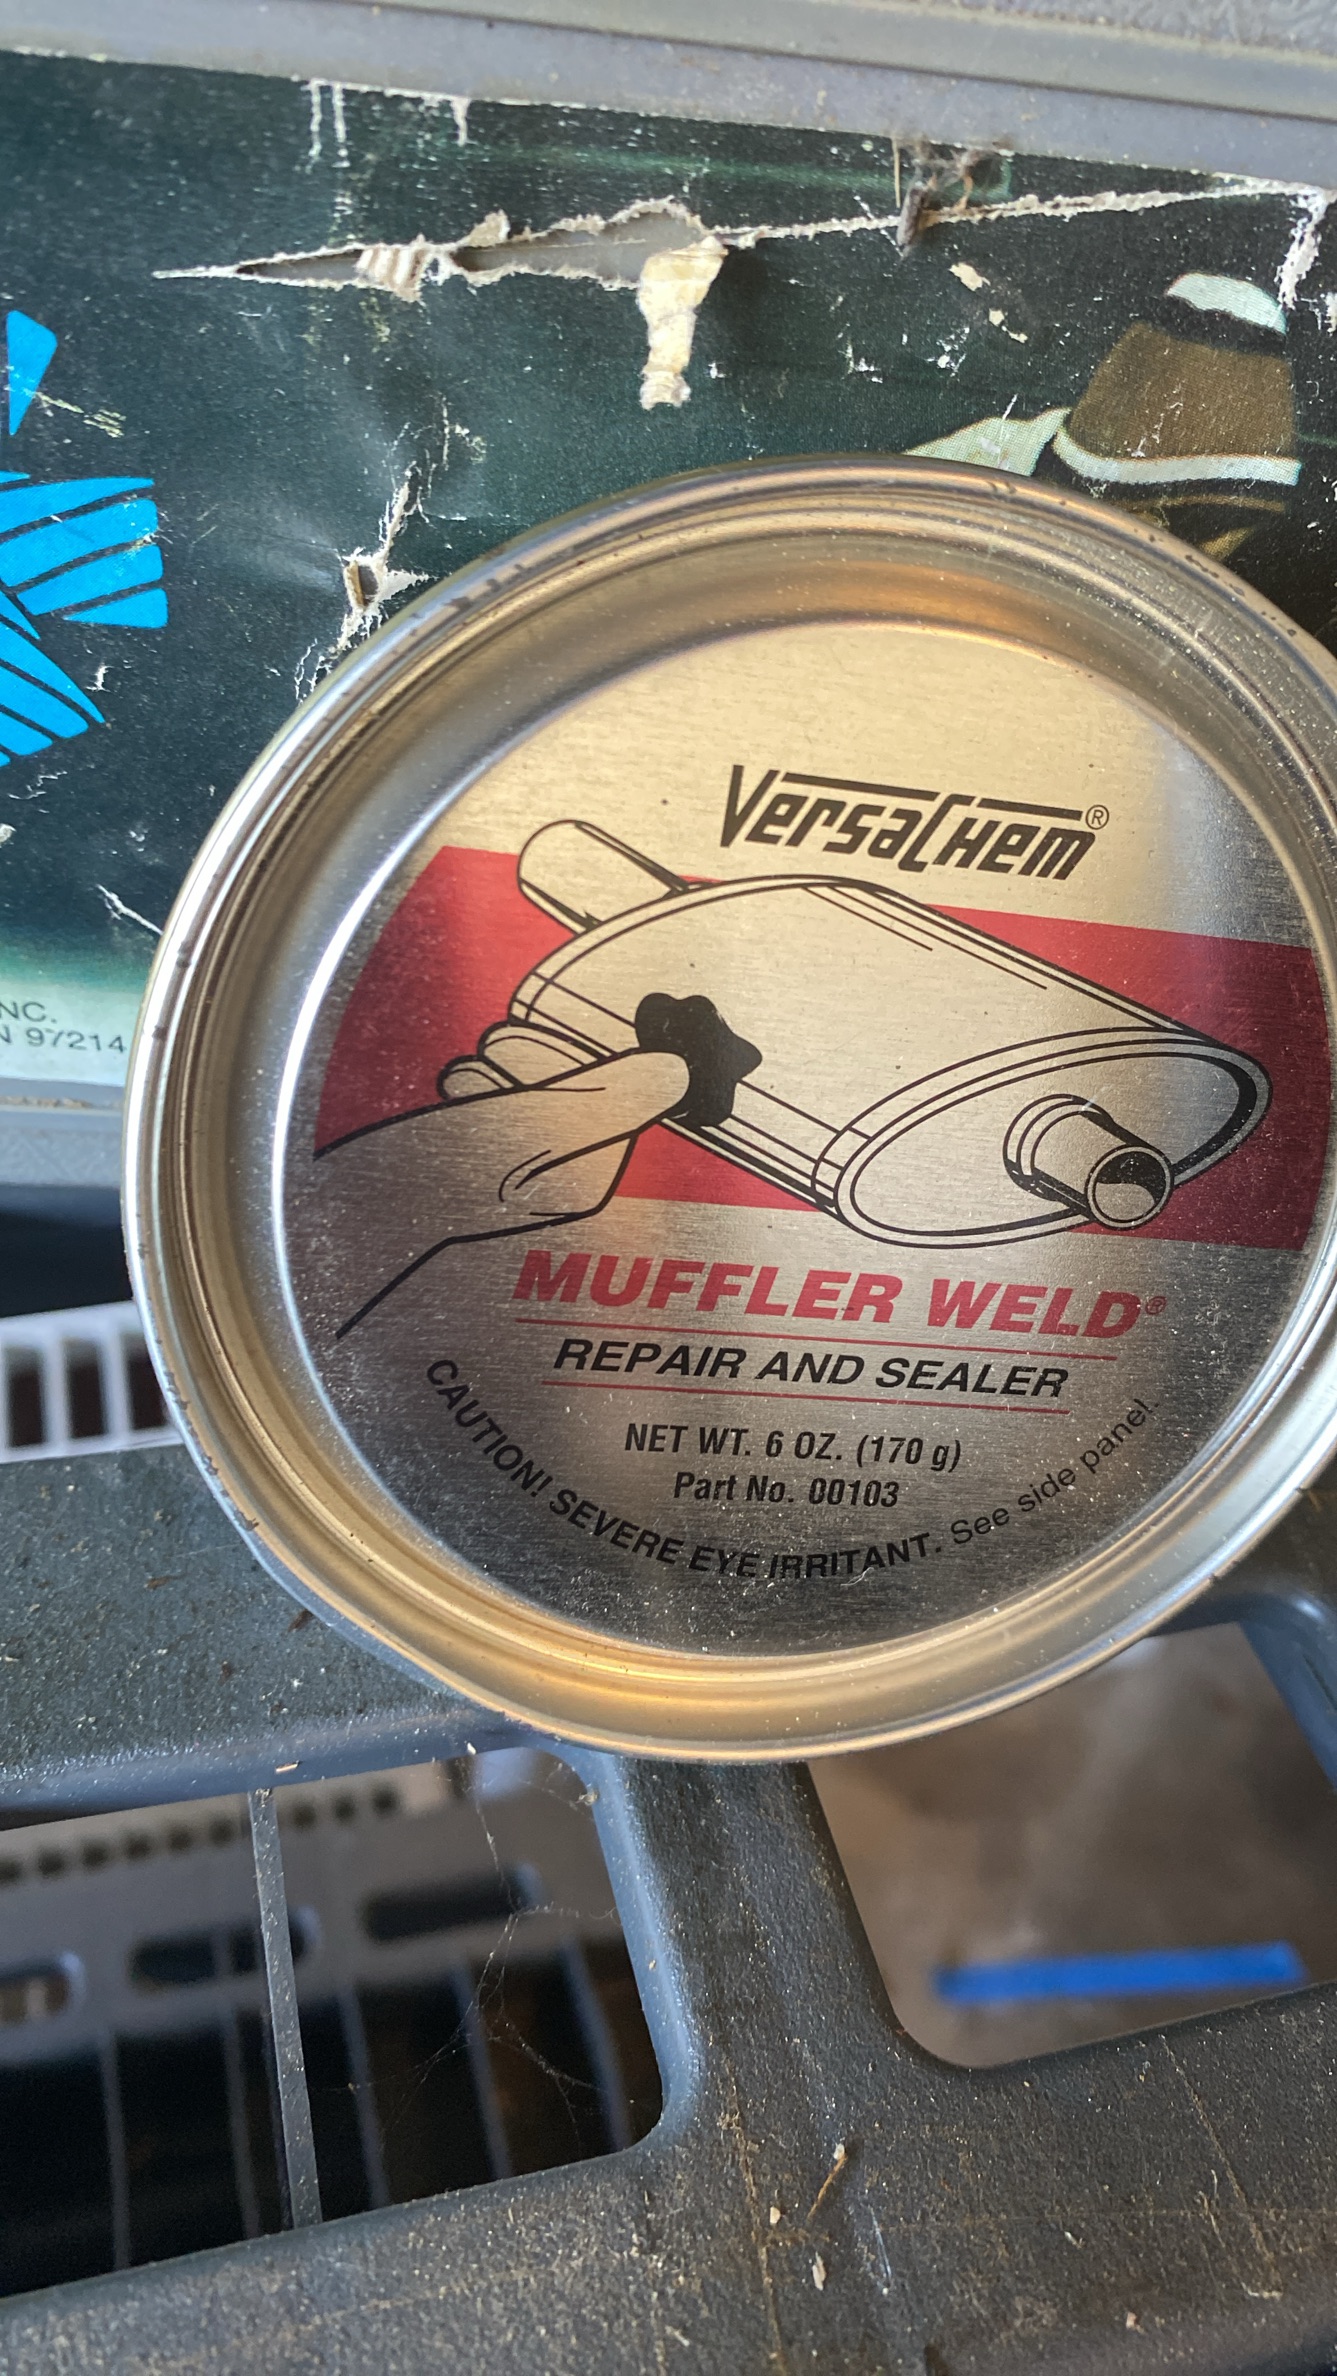 VersaChem®
MUFFLER WELD®
REPAIR AND SEALER
NET WT. 6 OZ. (170 g)
Part No. 00103
CAUTION! SEVERE EYE IRRITANT. See side panel.
NC.
N 97214